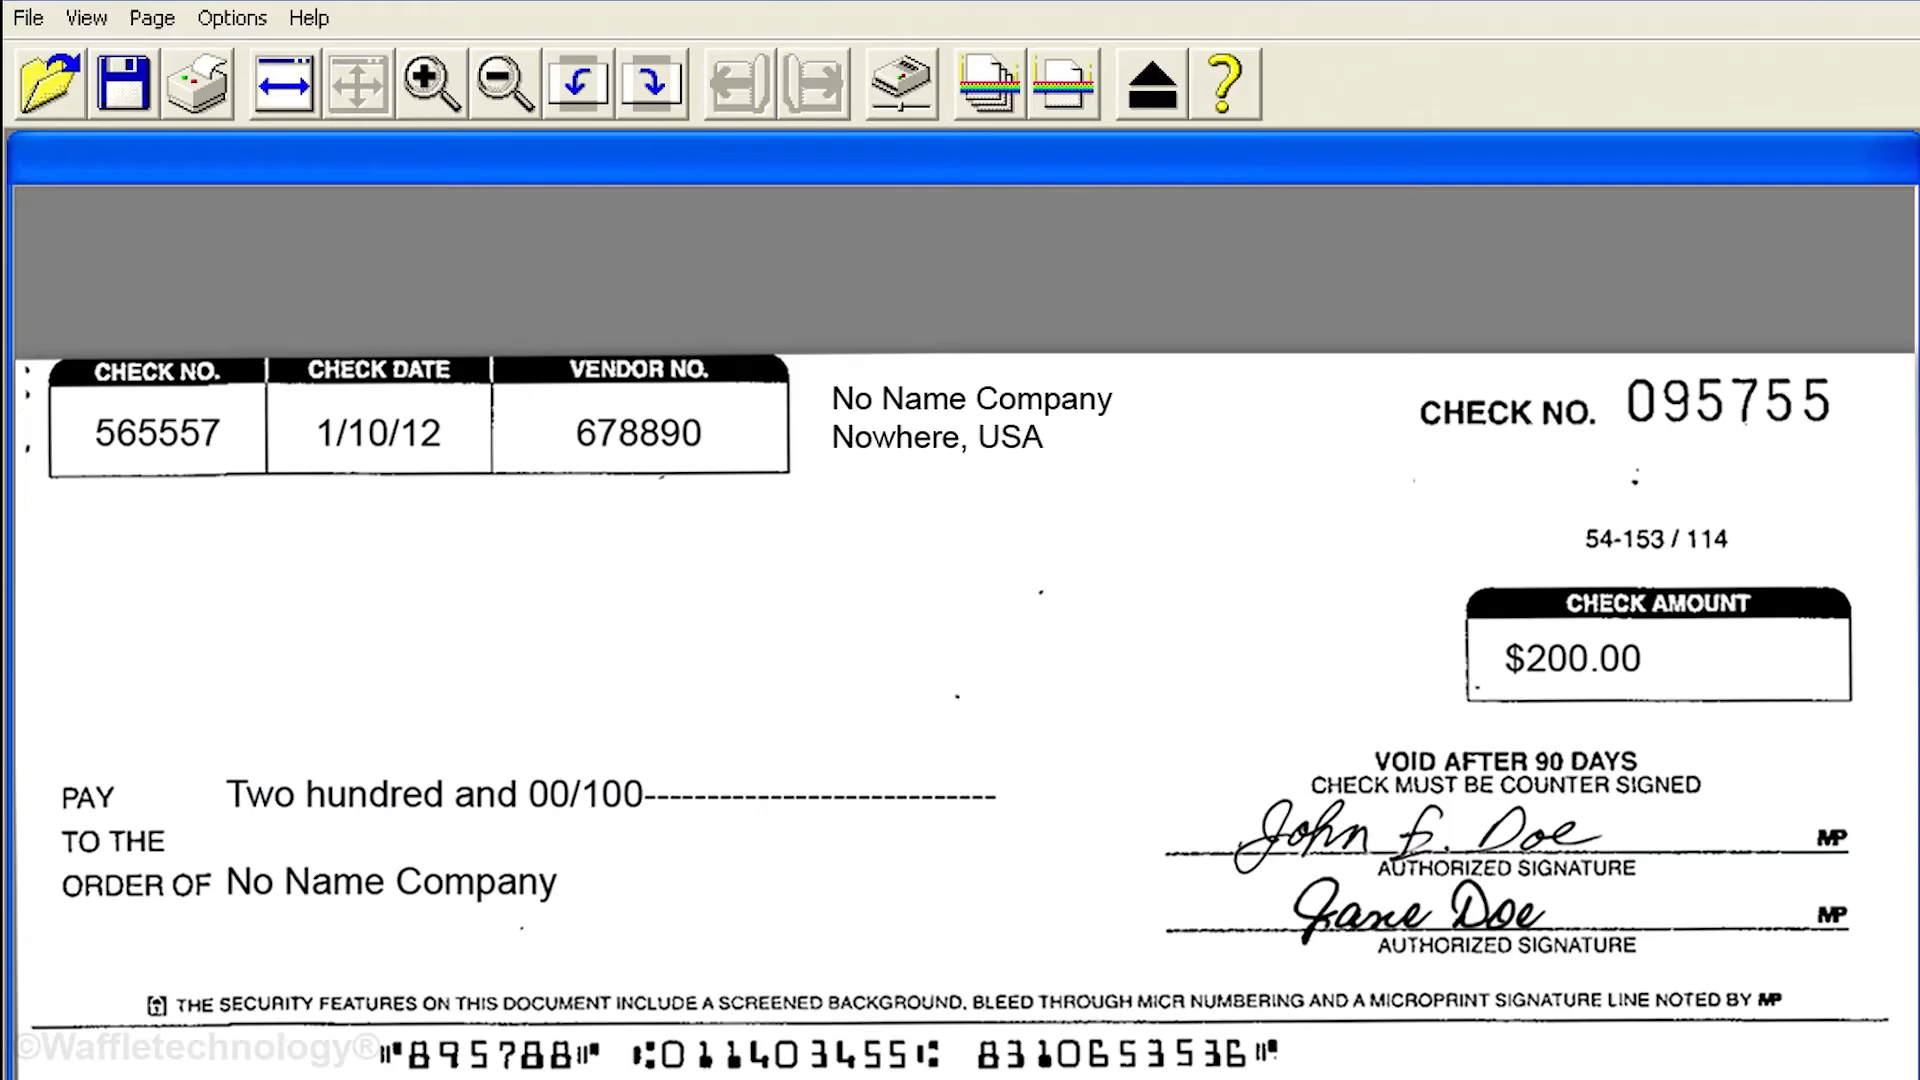 File View Page Options Help
CHECK NO. CHECK DATE VENDOR NO.
565557 1/10/12 678890
No Name Company
Nowhere, USA
CHECK NO. 095755
54-153 / 114
CHECK AMOUNT
$200.00
VOID AFTER 90 DAYS
CHECK MUST BE COUNTER SIGNED
PAY Two hundred and 00/100----------------------------
TO THE
ORDER OF No Name Company
John E. Doe MP
AUTHORIZED SIGNATURE
Jane Doe MP
AUTHORIZED SIGNATURE
THE SECURITY FEATURES ON THIS DOCUMENT INCLUDE A SCREENED BACKGROUND, BLEED THROUGH MICR NUMBERING AND A MICROPRINT SIGNATURE LINE NOTED BY MP
©Waffletechnology®
⑈895788⑈ ⑆011403455⑆ 8310653536⑈